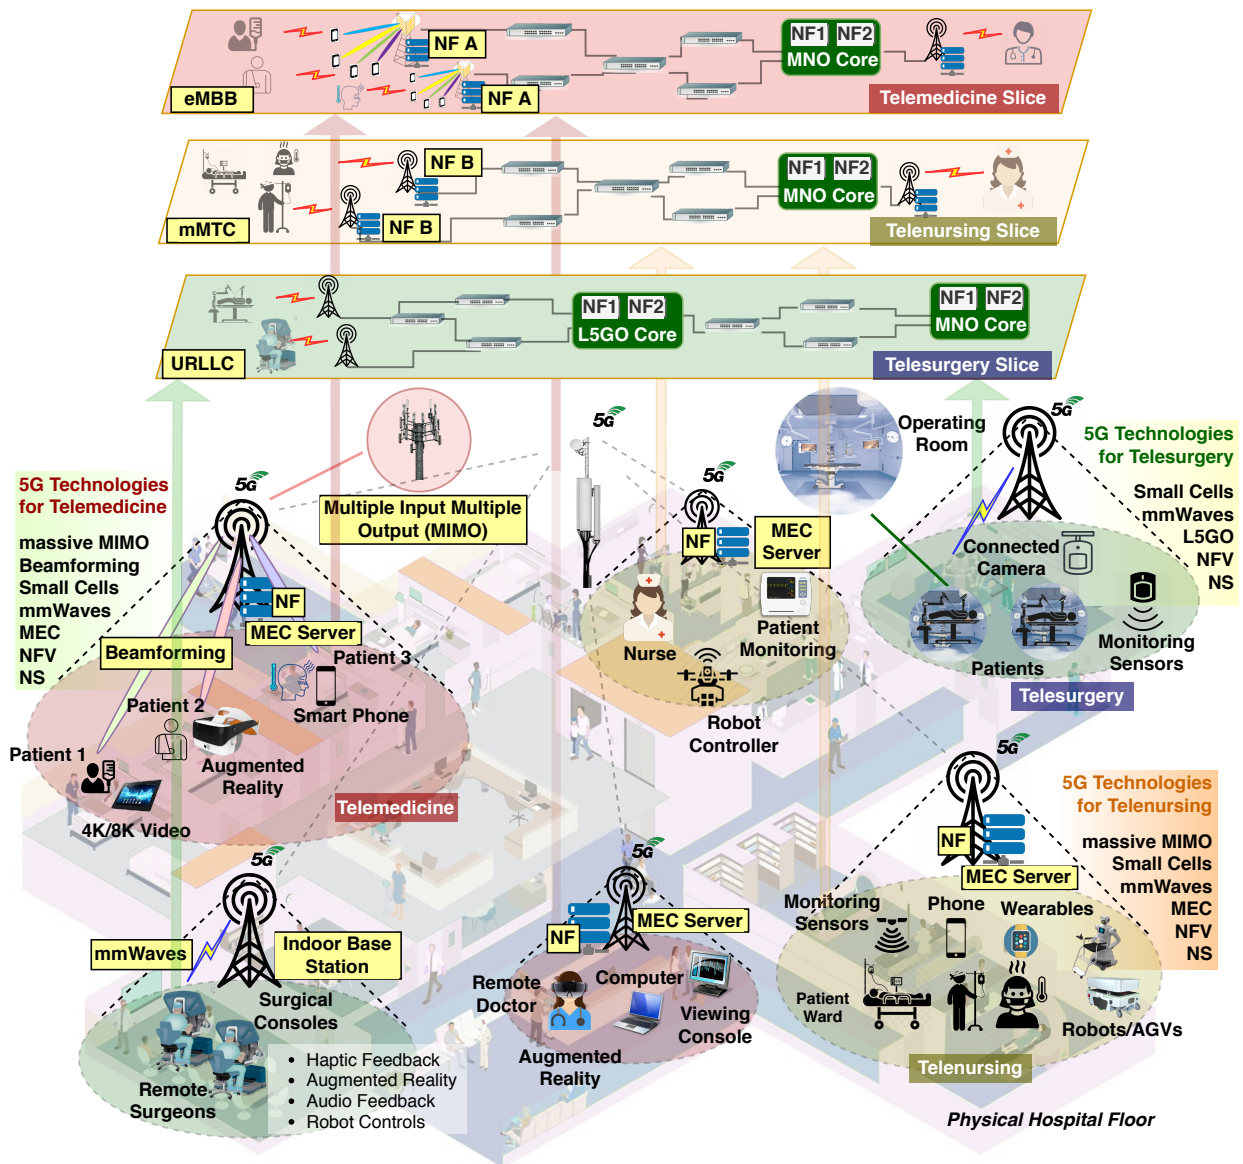 NF A
NF1 NF2
MNO Core
NF A
eMBB
Telemedicine Slice
NF B
NF1 NF2
MNO Core
NF B
mMTC
Telenursing Slice
NF1 NF2
L5GO Core
NF1 NF2
MNO Core
URLLC
Telesurgery Slice
5G
5G Technologies
for Telemedicine
massive MIMO
Beamforming
Small Cells
mmWaves
MEC
NFV
NS
5G
Multiple Input Multiple
Output (MIMO)
NF
MEC Server
Beamforming
Patient 3
Smart Phone
Patient 2
Augmented
Reality
Patient 1
4K/8K Video
Telemedicine
5G
NF
MEC
Server
Nurse
Patient
Monitoring
Robot
Controller
Operating
Room
5G
5G Technologies
for Telesurgery
Small Cells
mmWaves
L5GO
NFV
NS
Connected
Camera
Monitoring
Sensors
Patients
Telesurgery
5G
mmWaves
Indoor Base
Station
Surgical
Consoles
Remote
Surgeons
• Haptic Feedback
• Augmented Reality
• Audio Feedback
• Robot Controls
5G
NF
MEC Server
Remote
Doctor
Computer
Viewing
Console
Augmented
Reality
5G
5G Technologies
for Telenursing
massive MIMO
Small Cells
mmWaves
MEC
NFV
NS
NF
MEC Server
Monitoring
Sensors
Phone
Wearables
Patient
Ward
Robots/AGVs
Telenursing
Physical Hospital Floor